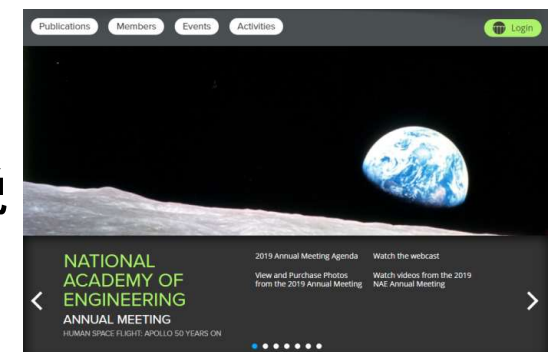 Publications Members Events Activities Login
NATIONAL
ACADEMY OF
ENGINEERING
ANNUAL MEETING
HUMAN SPACE FLIGHT: APOLLO 50 YEARS ON
2019 Annual Meeting Agenda
View and Purchase Photos
from the 2019 Annual Meeting
Watch the webcast
Watch videos from the 2019
NAE Annual Meeting